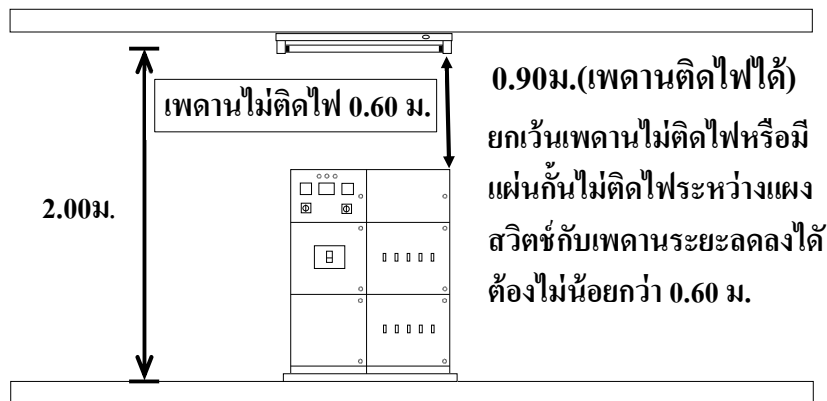 เพดานไม่ติดไฟ 0.60 ม.
2.00ม.
0.90ม.(เพดานติดไฟได้)
ยกเว้นเพดานไม่ติดไฟหรือมี
แผ่นกั้นไม่ติดไฟระหว่างแผง
สวิตช์กับเพดานระยะลดลงได้
ต้องไม่น้อยกว่า 0.60 ม.